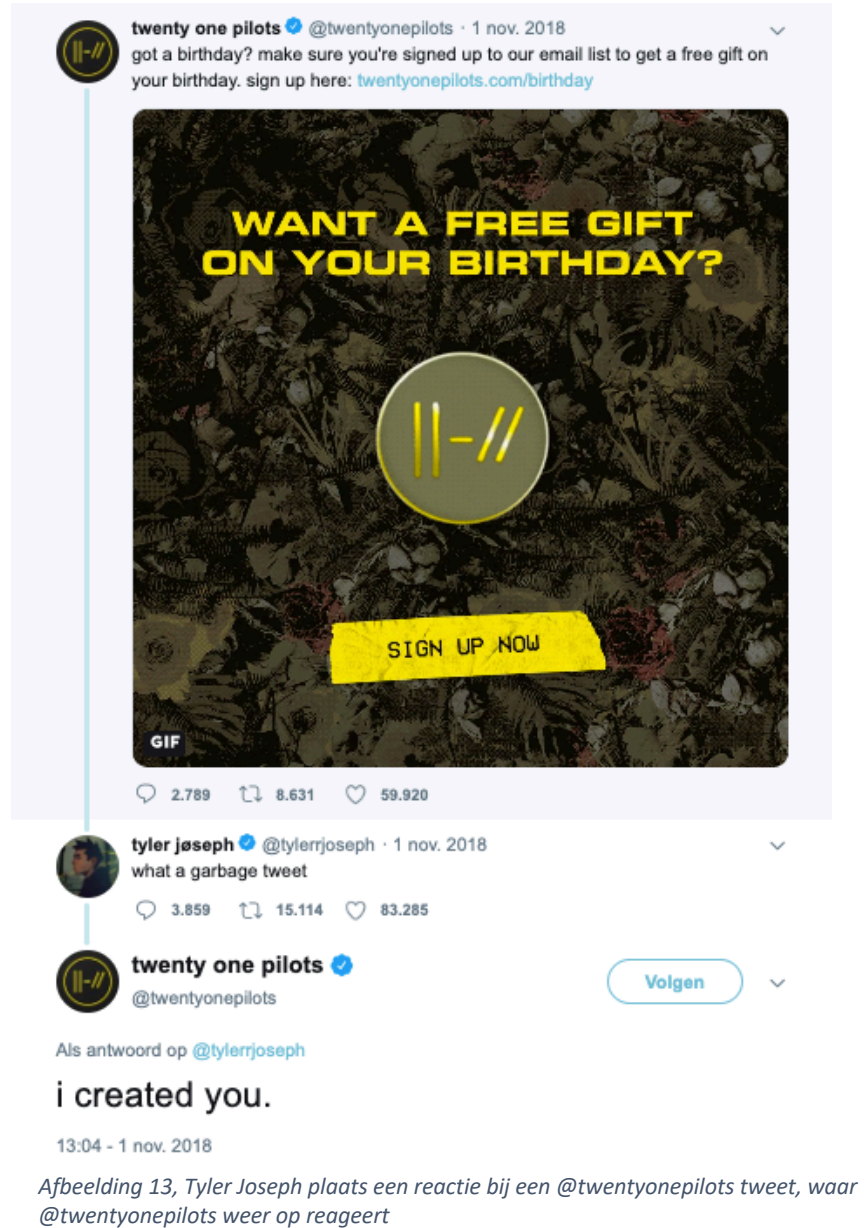 twenty one pilots @twentyonepilots · 1 nov. 2018
got a birthday? make sure you're signed up to our email list to get a free gift on
your birthday. sign up here: twentyonepilots.com/birthday
WANT A FREE GIFT
ON YOUR BIRTHDAY?
||-//
SIGN UP NOW
GIF
2.789 8.631 59.920
tyler jøseph @tylerrjoseph · 1 nov. 2018
what a garbage tweet
3.859 15.114 83.285
twenty one pilots
@twentyonepilots
Volgen
Als antwoord op @tylerrjoseph
i created you.
13:04 - 1 nov. 2018
Afbeelding 13, Tyler Joseph plaats een reactie bij een @twentyonepilots tweet, waar
@twentyonepilots weer op reageert